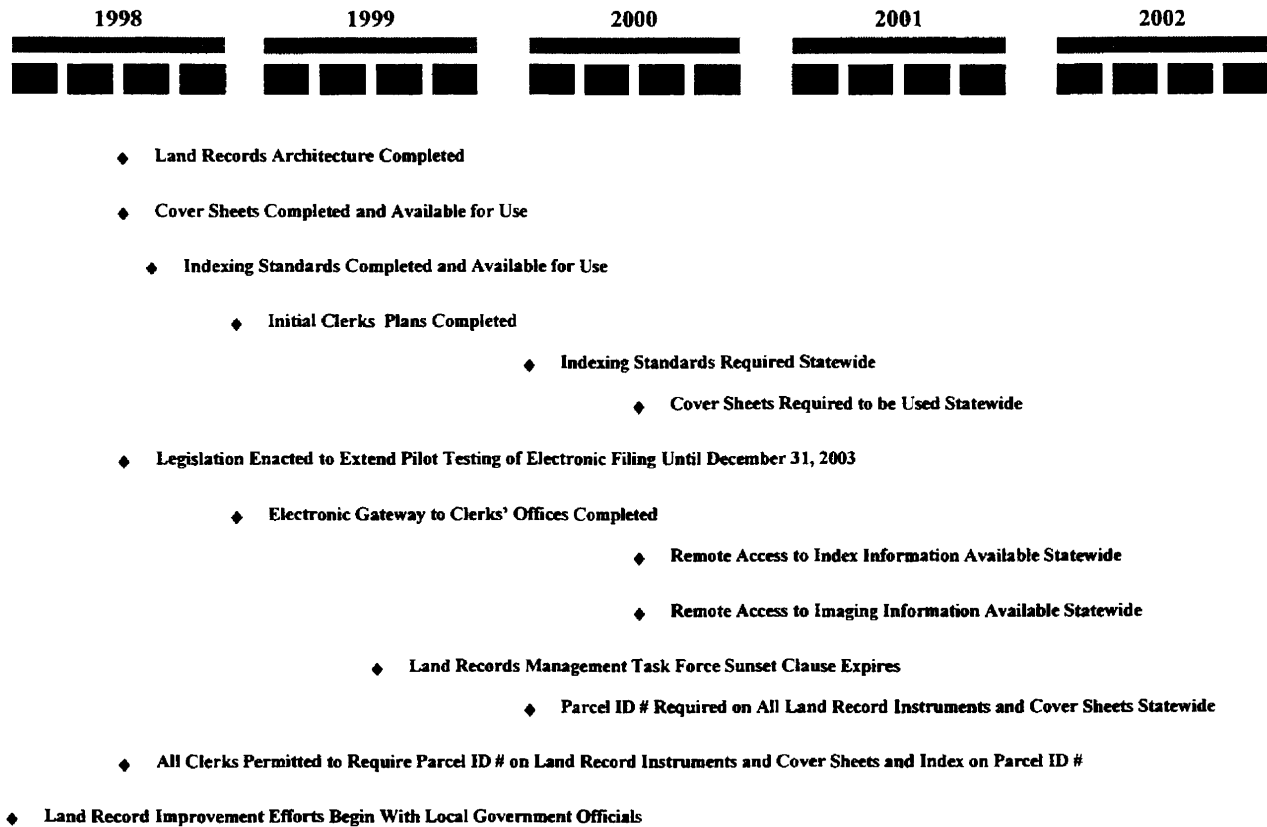 1998 1999 2000 2001 2002
Land Records Architecture Completed
Cover Sheets Completed and Available for Use
Indexing Standards Completed and Available for Use
Initial Clerks Plans Completed
Indexing Standards Required Statewide
Cover Sheets Required to be Used Statewide
Legislation Enacted to Extend Pilot Testing of Electronic Filing Until December 31, 2003
Electronic Gateway to Clerks' Offices Completed
Remote Access to Index Information Available Statewide
Remote Access to Imaging Information Available Statewide
Land Records Management Task Force Sunset Clause Expires
Parcel ID # Required on All Land Record Instruments and Cover Sheets Statewide
All Clerks Permitted to Require Parcel ID # on Land Record Instruments and Cover Sheets and Index on Parcel ID #
Land Record Improvement Efforts Begin With Local Government Officials